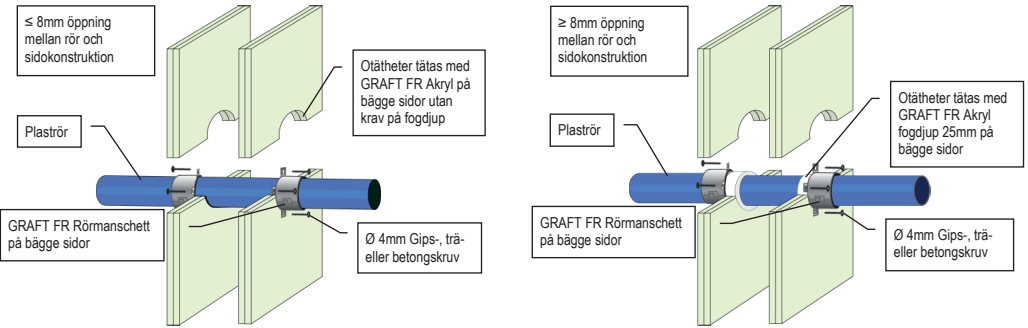 ≤ 8mm öppning
mellan rör och
sidokonstruktion
Otätheter tätas med
GRAFT FR Akryl på
bägge sidor utan
krav på fogdjup
Plaströr
GRAFT FR Rörmanschett
på bägge sidor
Ø 4mm Gips-, trä-
eller betongskruv
≥ 8mm öppning
mellan rör och
sidokonstruktion
Otätheter tätas med
GRAFT FR Akryl
fogdjup 25mm på
bägge sidor
Plaströr
GRAFT FR Rörmanschett
på bägge sidor
Ø 4mm Gips-, trä-
eller betongskruv